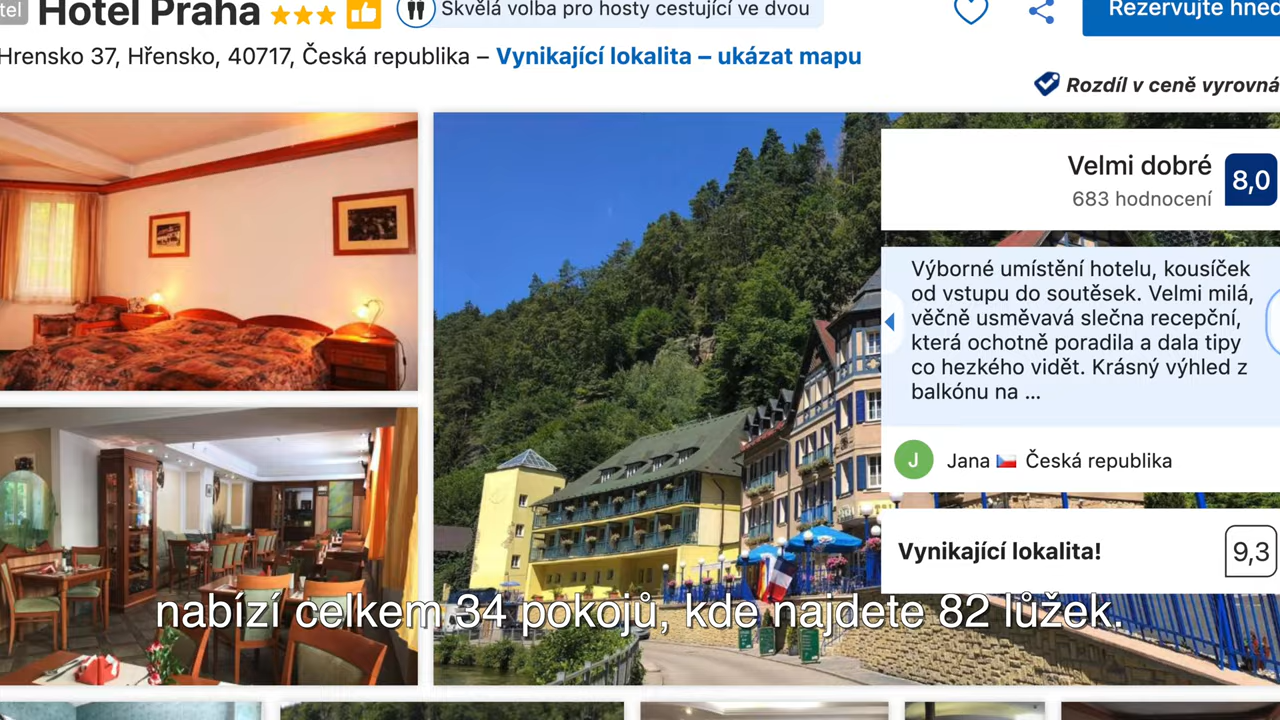 tel Hotel Praha
Skvělá volba pro hosty cestující ve dvou
Rezervujte hned
Hrensko 37, Hřensko, 40717, Česká republika – Vynikající lokalita – ukázat mapu
Rozdíl v ceně vyrovná
Velmi dobré
8,0
683 hodnocení
Výborné umístění hotelu, kousíček
od vstupu do soutěsek. Velmi milá,
věčně usměvavá slečna recepční,
která ochotně poradila a dala tipy
co hezkého vidět. Krásný výhled z
balkónu na ...
J
Jana Česká republika
Vynikající lokalita!
9,3
nabízí celkem 34 pokojů, kde najdete 82 lůžek.